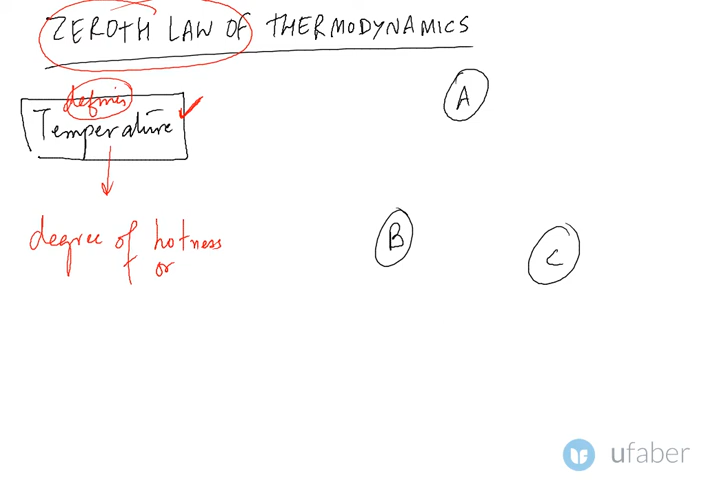 ZEROTH LAW OF THERMODYNAMICS
defines
Temperature
A
degree of hotness
or
B
C
ufaber